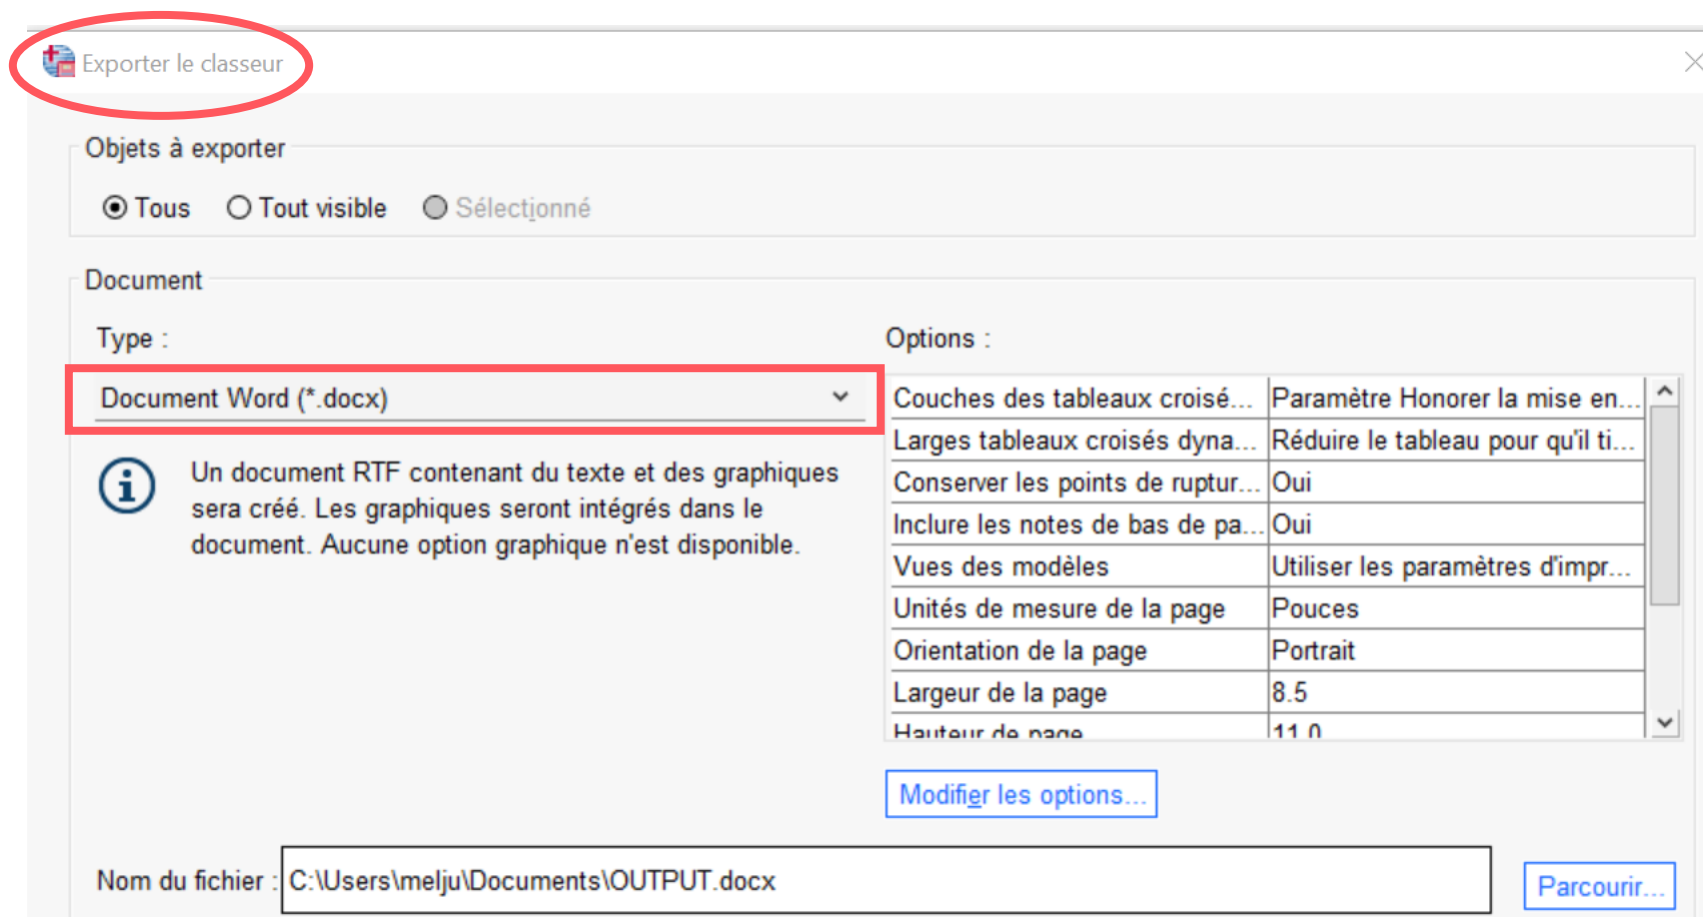 Exporter le classeur
Objets à exporter
Tous Tout visible Sélectionné
Document
Type :
Options :
Document Word (*.docx)
Un document RTF contenant du texte et des graphiques
sera créé. Les graphiques seront intégrés dans le
document. Aucune option graphique n'est disponible.
Couches des tableaux croisé... Paramètre Honorer la mise en...
Larges tableaux croisés dyna... Réduire le tableau pour qu'il ti...
Conserver les points de ruptur... Oui
Inclure les notes de bas de pa... Oui
Vues des modèles Utiliser les paramètres d'impr...
Unités de mesure de la page Pouces
Orientation de la page Portrait
Largeur de la page 8.5
Hauteur de page 11.0
Modifier les options...
Nom du fichier : C:\Users\melju\Documents\OUTPUT.docx
Parcourir...